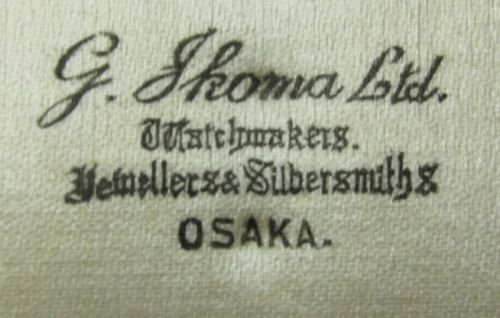 G. Ikoma Ltd.
Watchmakers.
Jewellers & Silversmiths
OSAKA.